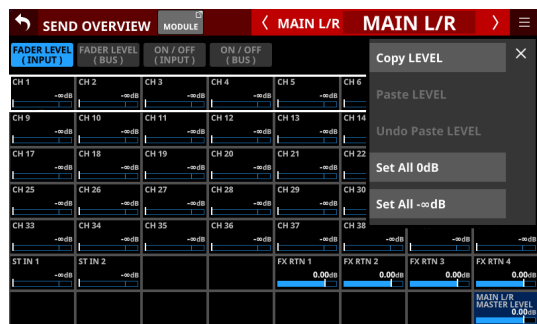 SEND OVERVIEW
MODULE
MAIN L/R
MAIN L/R
FADER LEVEL
( INPUT )
FADER LEVEL
( BUS )
ON / OFF
( INPUT )
ON / OFF
( BUS )
Copy LEVEL
Paste LEVEL
Undo Paste LEVEL
Set All 0dB
Set All -∞dB
CH 1
-∞dB
CH 2
-∞dB
CH 3
-∞dB
CH 4
-∞dB
CH 5
-∞dB
CH 6
CH 9
-∞dB
CH 10
-∞dB
CH 11
-∞dB
CH 12
-∞dB
CH 13
-∞dB
CH 14
CH 17
-∞dB
CH 18
-∞dB
CH 19
-∞dB
CH 20
-∞dB
CH 21
-∞dB
CH 22
CH 25
-∞dB
CH 26
-∞dB
CH 27
-∞dB
CH 28
-∞dB
CH 29
-∞dB
CH 30
CH 33
-∞dB
CH 34
-∞dB
CH 35
-∞dB
CH 36
-∞dB
CH 37
-∞dB
CH 38
-∞dB
-∞dB
-∞dB
ST IN 1
-∞dB
ST IN 2
-∞dB
FX RTN 1
0.00dB
FX RTN 2
0.00dB
FX RTN 3
0.00dB
FX RTN 4
0.00dB
MAIN L/R
MASTER LEVEL
0.00dB